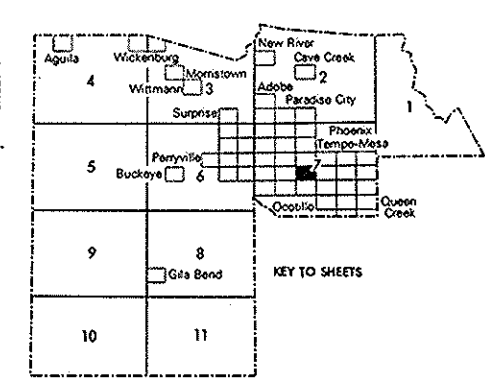 Aguila
Wickenburg
New River
Cave Creek
4
Morristown
2
Wittmann
3
Adobe
Paradise City
1
Surprise
Phoenix
Tempe-Mesa
5
Perryville
7
Buckeye
6
Ocotillo
Queen
Creek
9
8
Gila Bend
KEY TO SHEETS
10
11